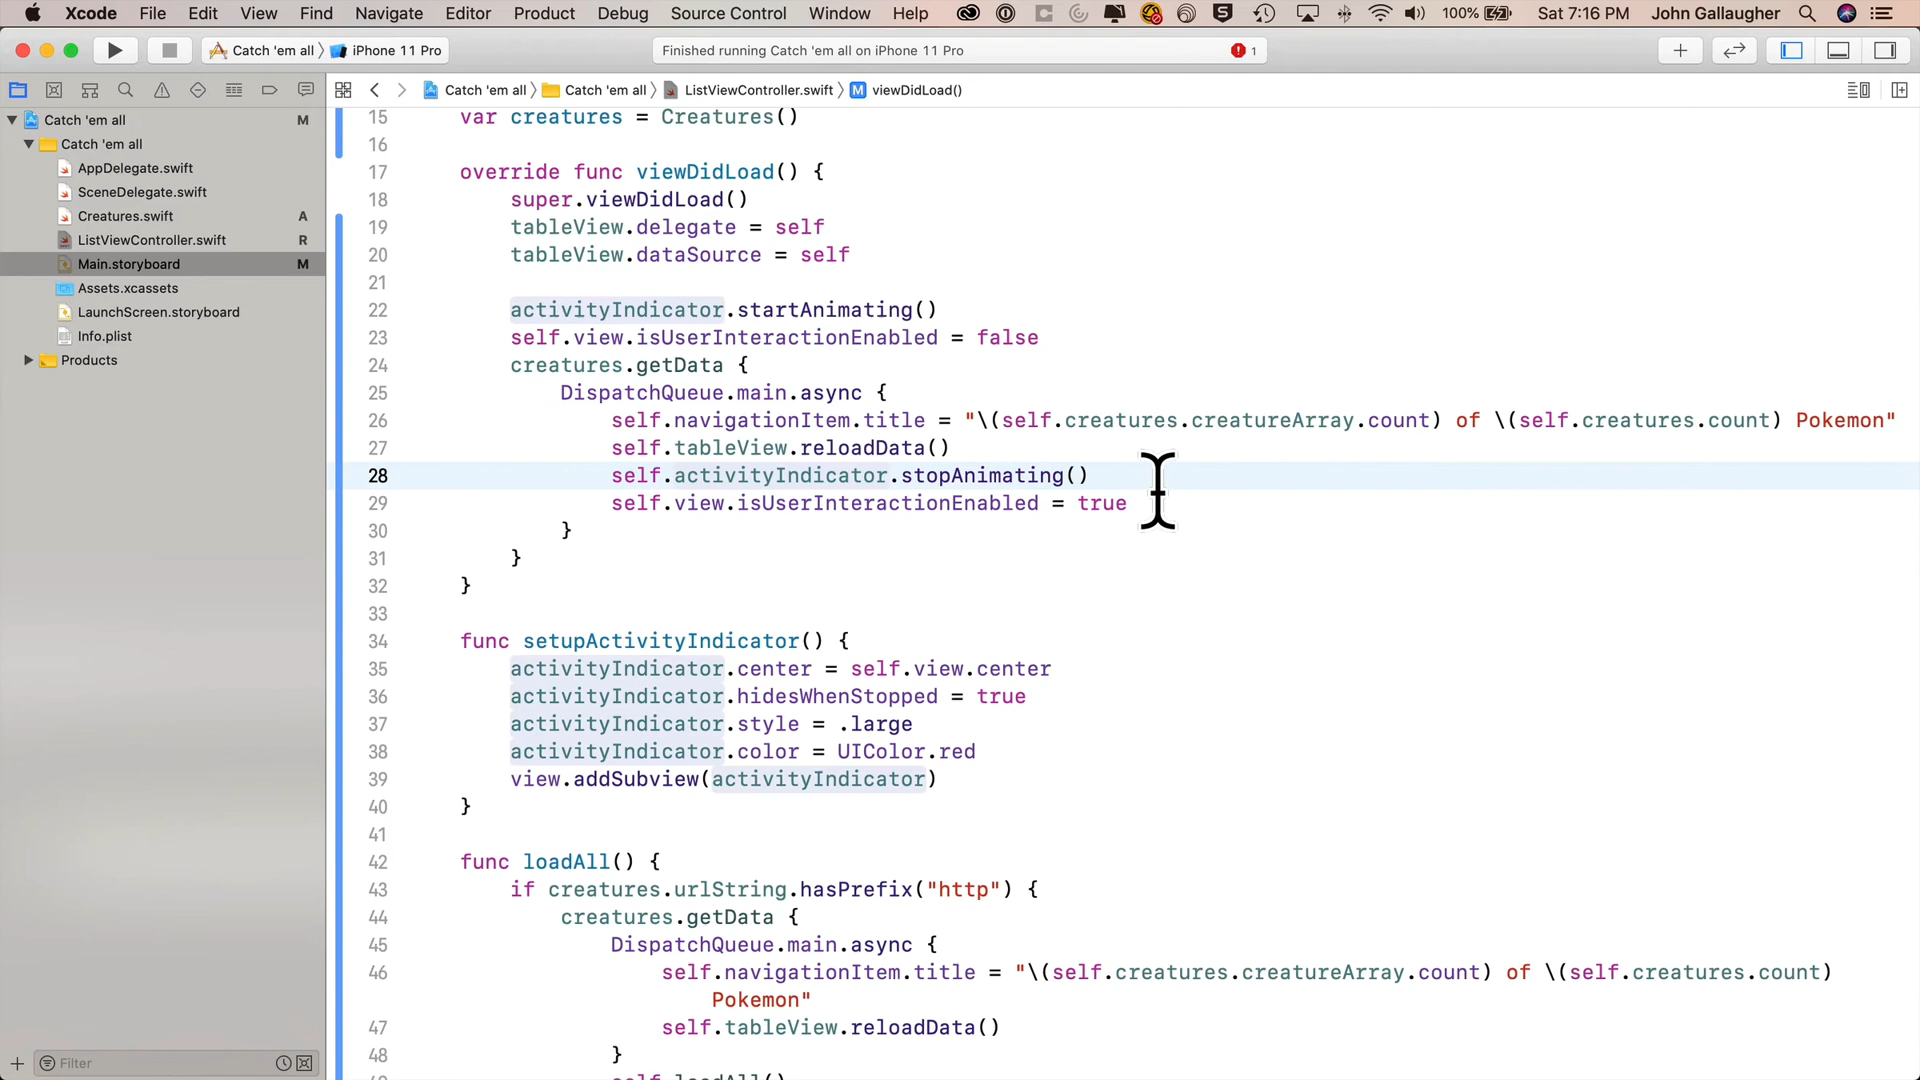 Xcode File Edit View Find Navigate Editor Product Debug Source Control Window Help 100% Sat 7:16 PM John Gallaugher
Catch 'em all iPhone 11 Pro Finished running Catch 'em all on iPhone 11 Pro 1
Catch 'em all Catch 'em all ListViewController.swift M viewDidLoad()
Catch 'em all M
Catch 'em all
AppDelegate.swift
SceneDelegate.swift
Creatures.swift A
ListViewController.swift R
Main.storyboard M
Assets.xcassets
LaunchScreen.storyboard
Info.plist
Products
Filter
15 var creatures = Creatures()
16
17 override func viewDidLoad() {
18 super.viewDidLoad()
19 tableView.delegate = self
20 tableView.dataSource = self
21
22 activityIndicator.startAnimating()
23 self.view.isUserInteractionEnabled = false
24 creatures.getData {
25 DispatchQueue.main.async {
26 self.navigationItem.title = "\(self.creatures.creatureArray.count) of \(self.creatures.count) Pokemon"
27 self.tableView.reloadData()
28 self.activityIndicator.stopAnimating()
29 self.view.isUserInteractionEnabled = true
30 }
31 }
32 }
33
34 func setupActivityIndicator() {
35 activityIndicator.center = self.view.center
36 activityIndicator.hidesWhenStopped = true
37 activityIndicator.style = .large
38 activityIndicator.color = UIColor.red
39 view.addSubview(activityIndicator)
40 }
41
42 func loadAll() {
43 if creatures.urlString.hasPrefix("http") {
44 creatures.getData {
45 DispatchQueue.main.async {
46 self.navigationItem.title = "\(self.creatures.creatureArray.count) of \(self.creatures.count)
Pokemon"
47 self.tableView.reloadData()
48 }
self.loadAll()